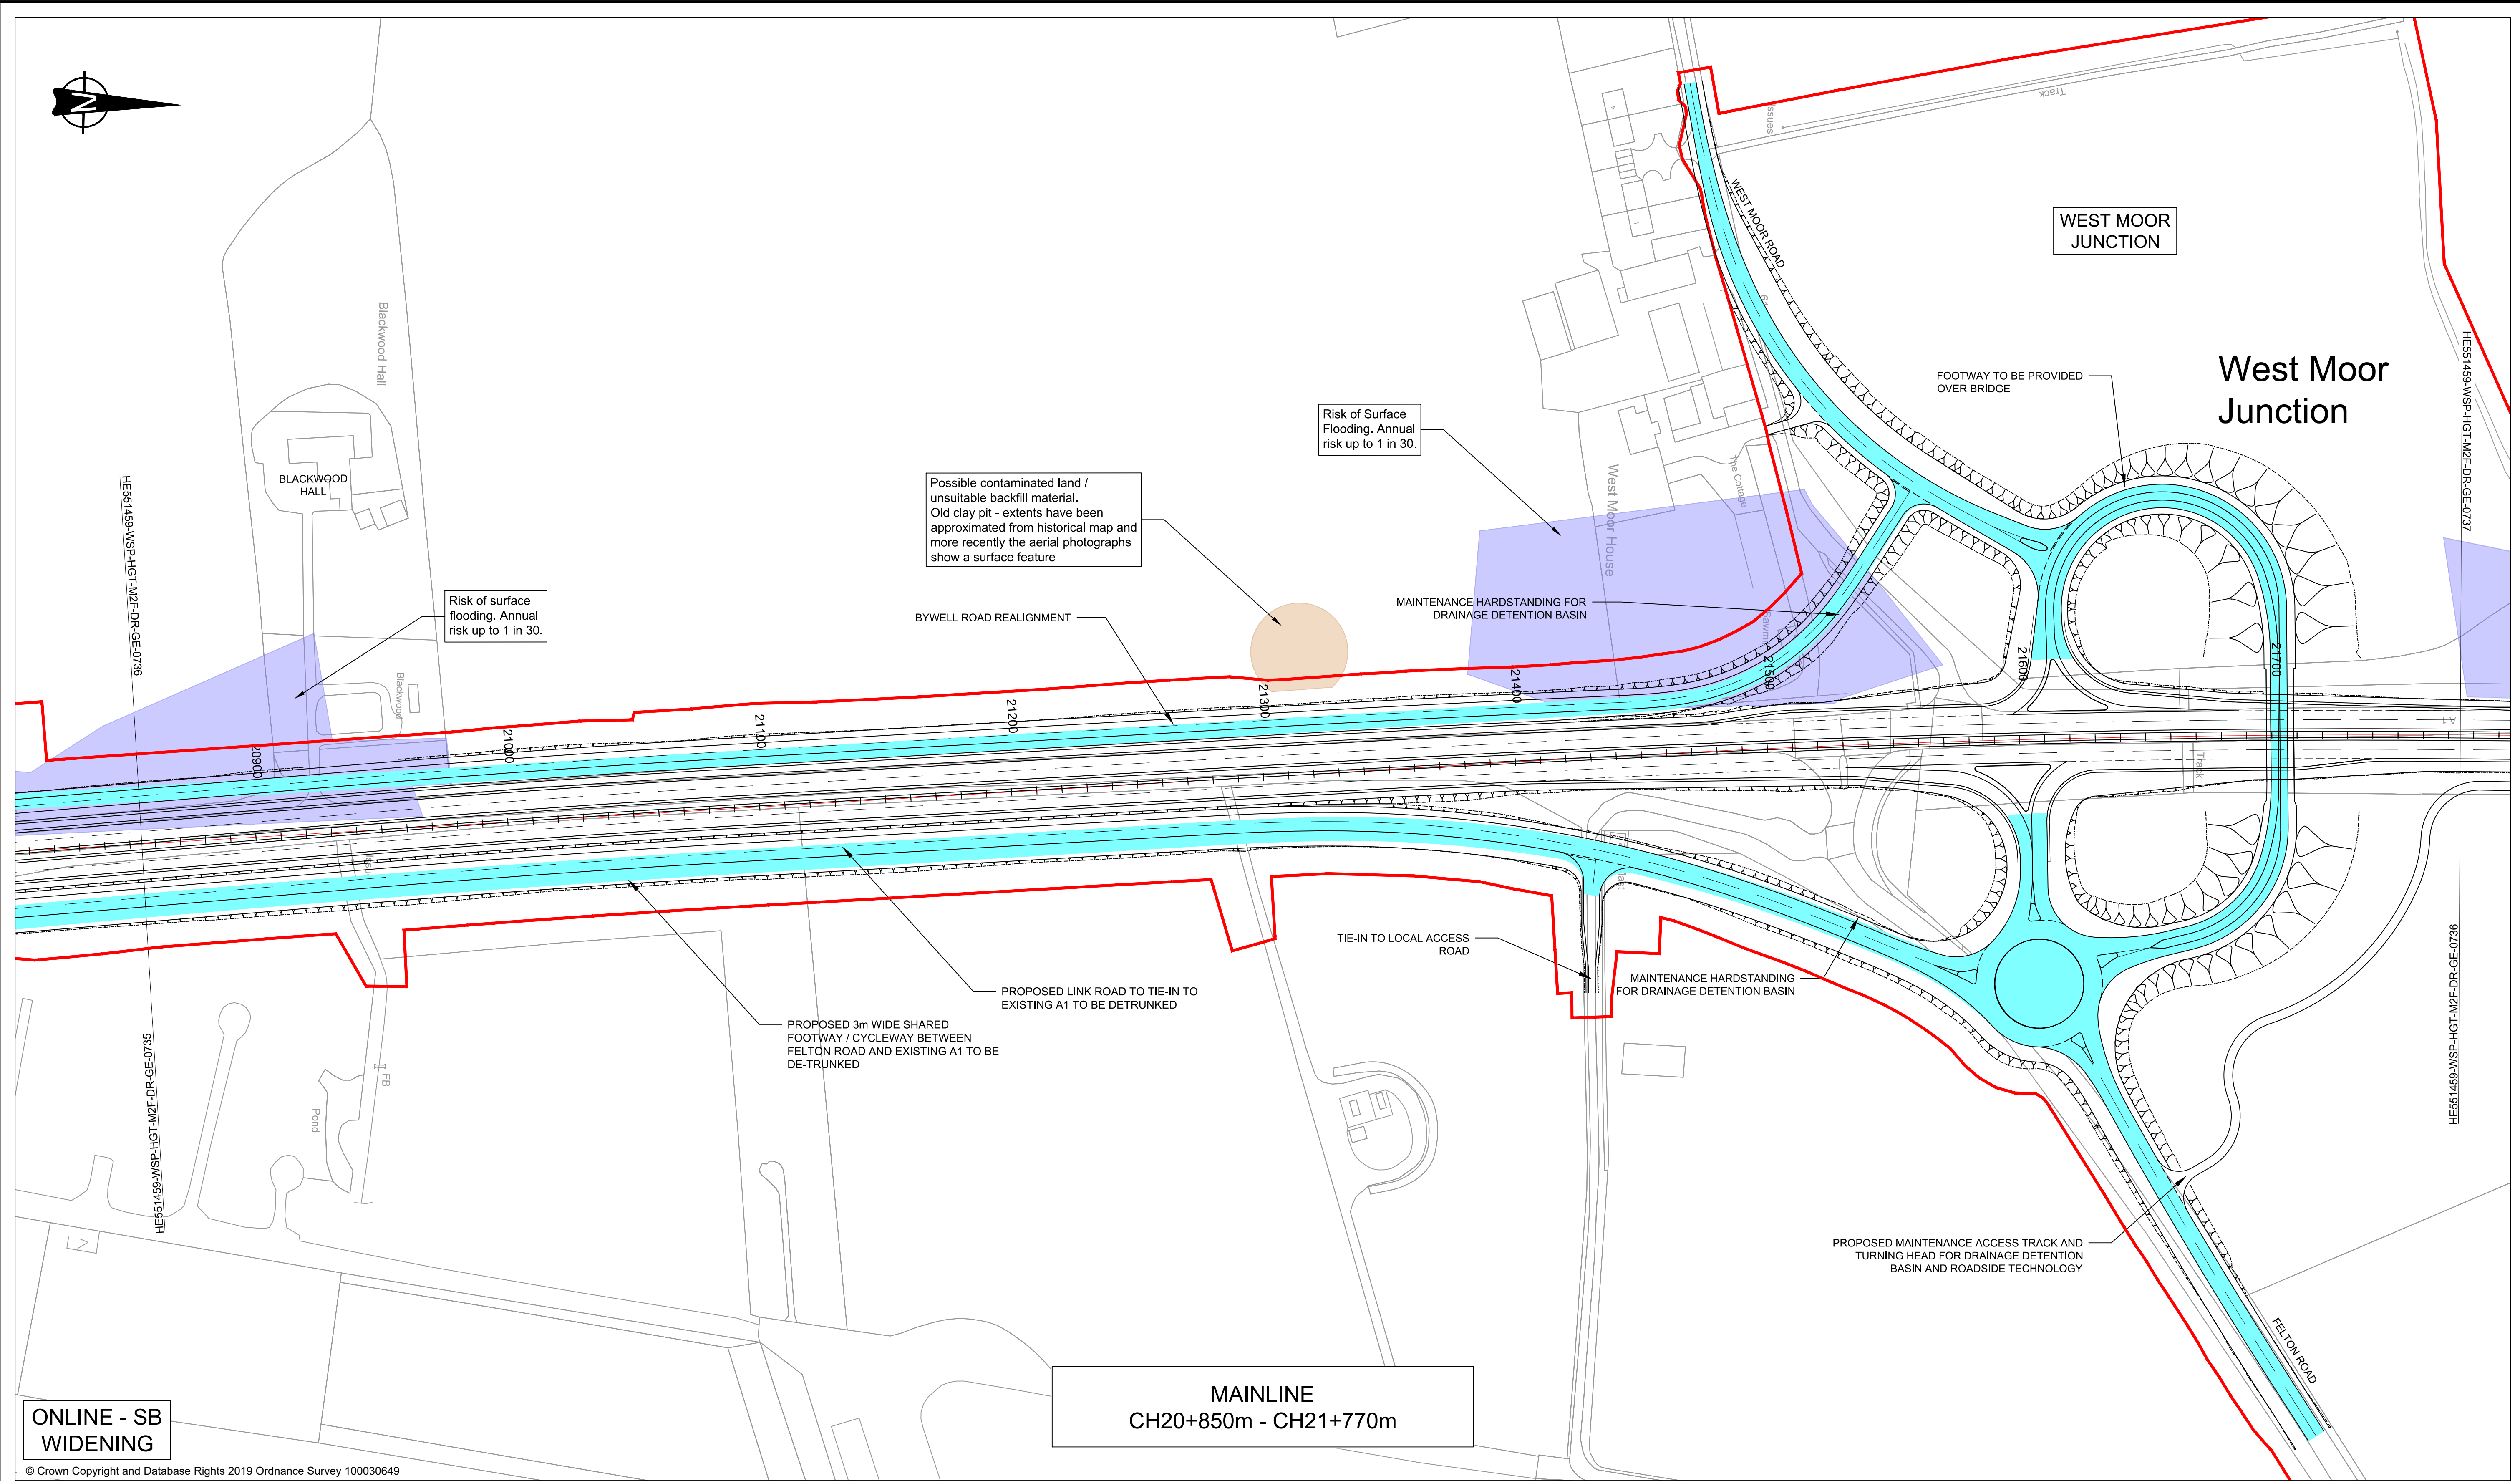 N
Track
WEST MOOR ROAD
WEST MOOR
JUNCTION
West Moor
Junction
FOOTWAY TO BE PROVIDED
OVER BRIDGE
HE551459-WSP-HGT-M2F-DR-GE-0737
HE551459-WSP-HGT-M2F-DR-GE-0736
Blackwood Hall
BLACKWOOD
HALL
HE551459-WSP-HGT-M2F-DR-GE-0736
HE551459-WSP-HGT-M2F-DR-GE-0735
Risk of surface
flooding. Annual
risk up to 1 in 30.
Blackwood
Possible contaminated land /
unsuitable backfill material.
Old clay pit - extents have been
approximated from historical map and
more recently the aerial photographs
show a surface feature
Risk of Surface
Flooding. Annual
risk up to 1 in 30.
West Moor House
The Cottage
BYWELL ROAD REALIGNMENT
MAINTENANCE HARDSTANDING FOR
DRAINAGE DETENTION BASIN
20900
21000
21100
21200
21300
21400
21500
21600
21700
A1
Track
PROPOSED LINK ROAD TO TIE-IN TO
EXISTING A1 TO BE DETRUNKED
PROPOSED 3m WIDE SHARED
FOOTWAY / CYCLEWAY BETWEEN
FELTON ROAD AND EXISTING A1 TO BE
DE-TRUNKED
TIE-IN TO LOCAL ACCESS
ROAD
MAINTENANCE HARDSTANDING
FOR DRAINAGE DETENTION BASIN
FB
Pond
PROPOSED MAINTENANCE ACCESS TRACK AND
TURNING HEAD FOR DRAINAGE DETENTION
BASIN AND ROADSIDE TECHNOLOGY
FELTON ROAD
MAINLINE
CH20+850m - CH21+770m
ONLINE - SB
WIDENING
© Crown Copyright and Database Rights 2019 Ordnance Survey 100030649